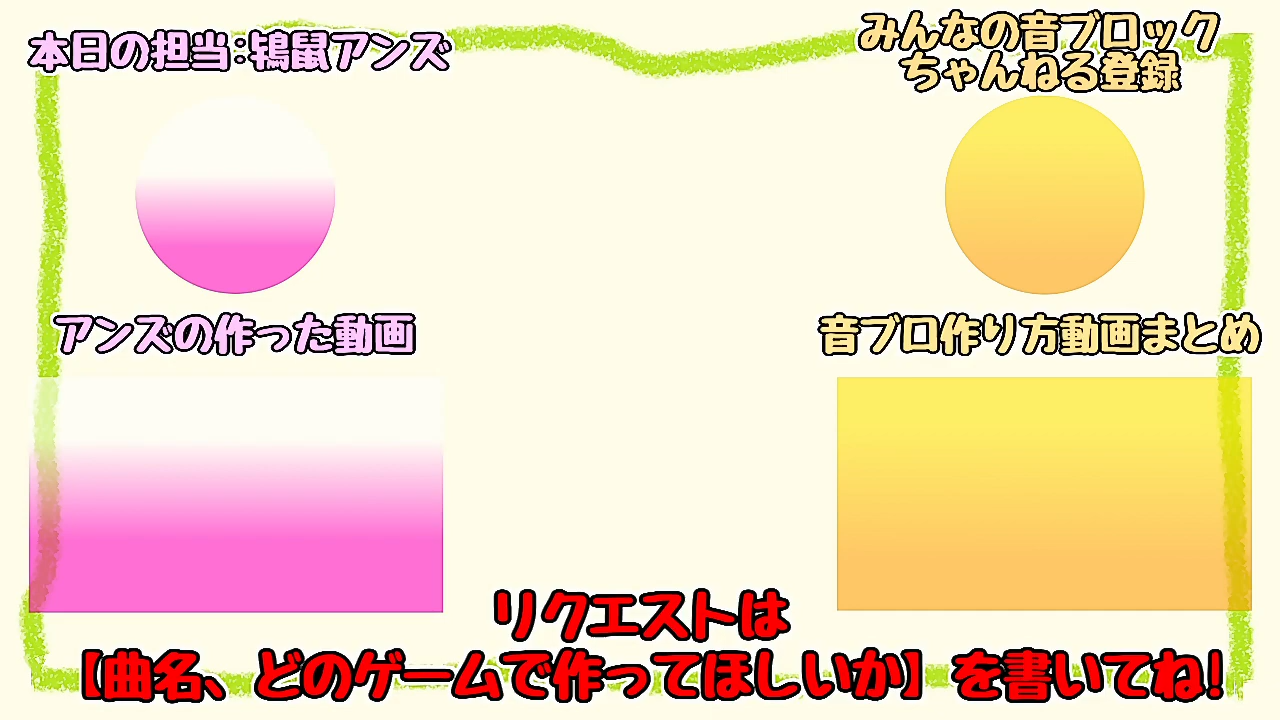 本日の担当:鴇鼠アンズ
みんなの音ブロック
ちゃんねる登録
アンズの作った動画
音ブロ作り方動画まとめ
リクエストは
【曲名、どのゲームで作ってほしいか】を書いてね!